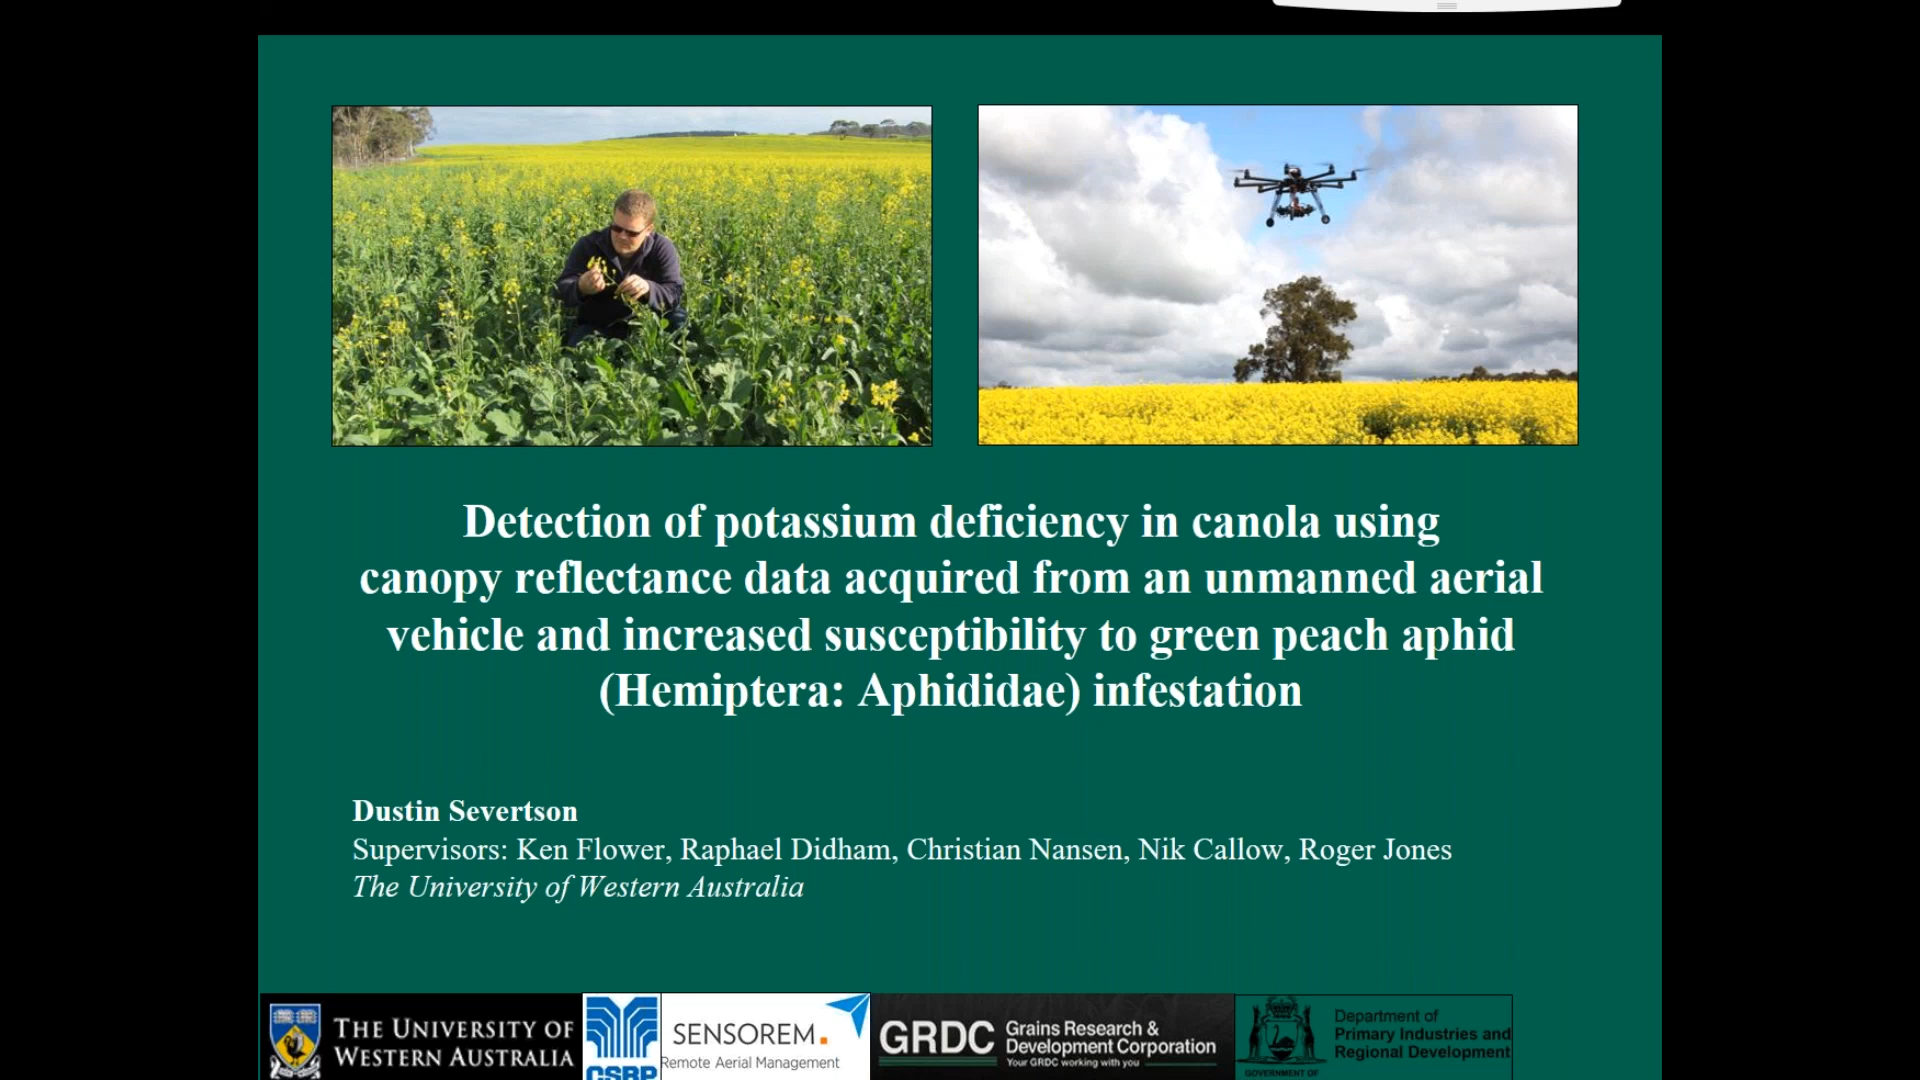 Detection of potassium deficiency in canola using
canopy reflectance data acquired from an unmanned aerial
vehicle and increased susceptibility to green peach aphid
(Hemiptera: Aphididae) infestation
Dustin Severtson
Supervisors: Ken Flower, Raphael Didham, Christian Nansen, Nik Callow, Roger Jones
The University of Western Australia
THE UNIVERSITY OF
WESTERN AUSTRALIA
CSBP
SENSOREM.
Remote Aerial Management
GRDC
Grains Research &
Development Corporation
Your GRDC working with you
GOVERNMENT OF
Department of
Primary Industries and
Regional Development